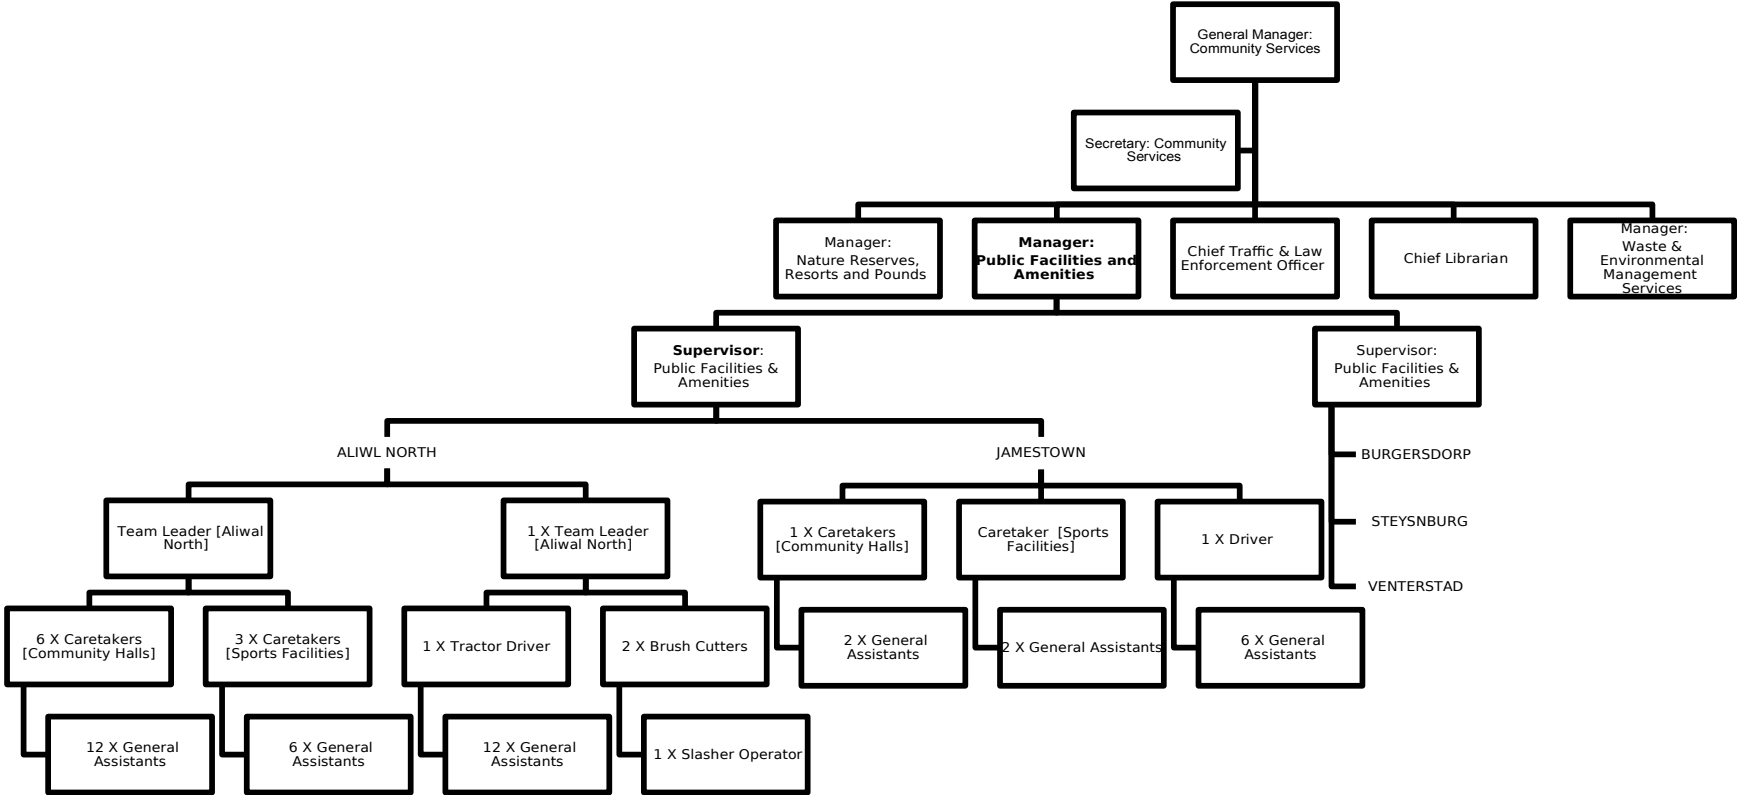 General Manager:
Community Services
Secretary: Community
Services
Manager:
Nature Reserves,
Resorts and Pounds
Manager:
Public Facilities and
Amenities
Chief Traffic & Law
Enforcement Officer
Chief Librarian
Manager:
Waste &
Environmental
Management
Services
Supervisor:
Public Facilities &
Amenities
Supervisor:
Public Facilities &
Amenities
ALIWL NORTH
JAMESTOWN
BURGERSDORP
STEYSNBURG
VENTERSTAD
Team Leader [Aliwal
North]
1 X Team Leader
[Aliwal North]
1 X Caretakers
[Community Halls]
Caretaker  [Sports
Facilities]
1 X Driver
6 X Caretakers
[Community Halls]
3 X Caretakers
[Sports Facilities]
1 X Tractor Driver
2 X Brush Cutters
2 X General
Assistants
2 X General Assistants
6 X General
Assistants
12 X General
Assistants
6 X General
Assistants
12 X General
Assistants
1 X Slasher Operator